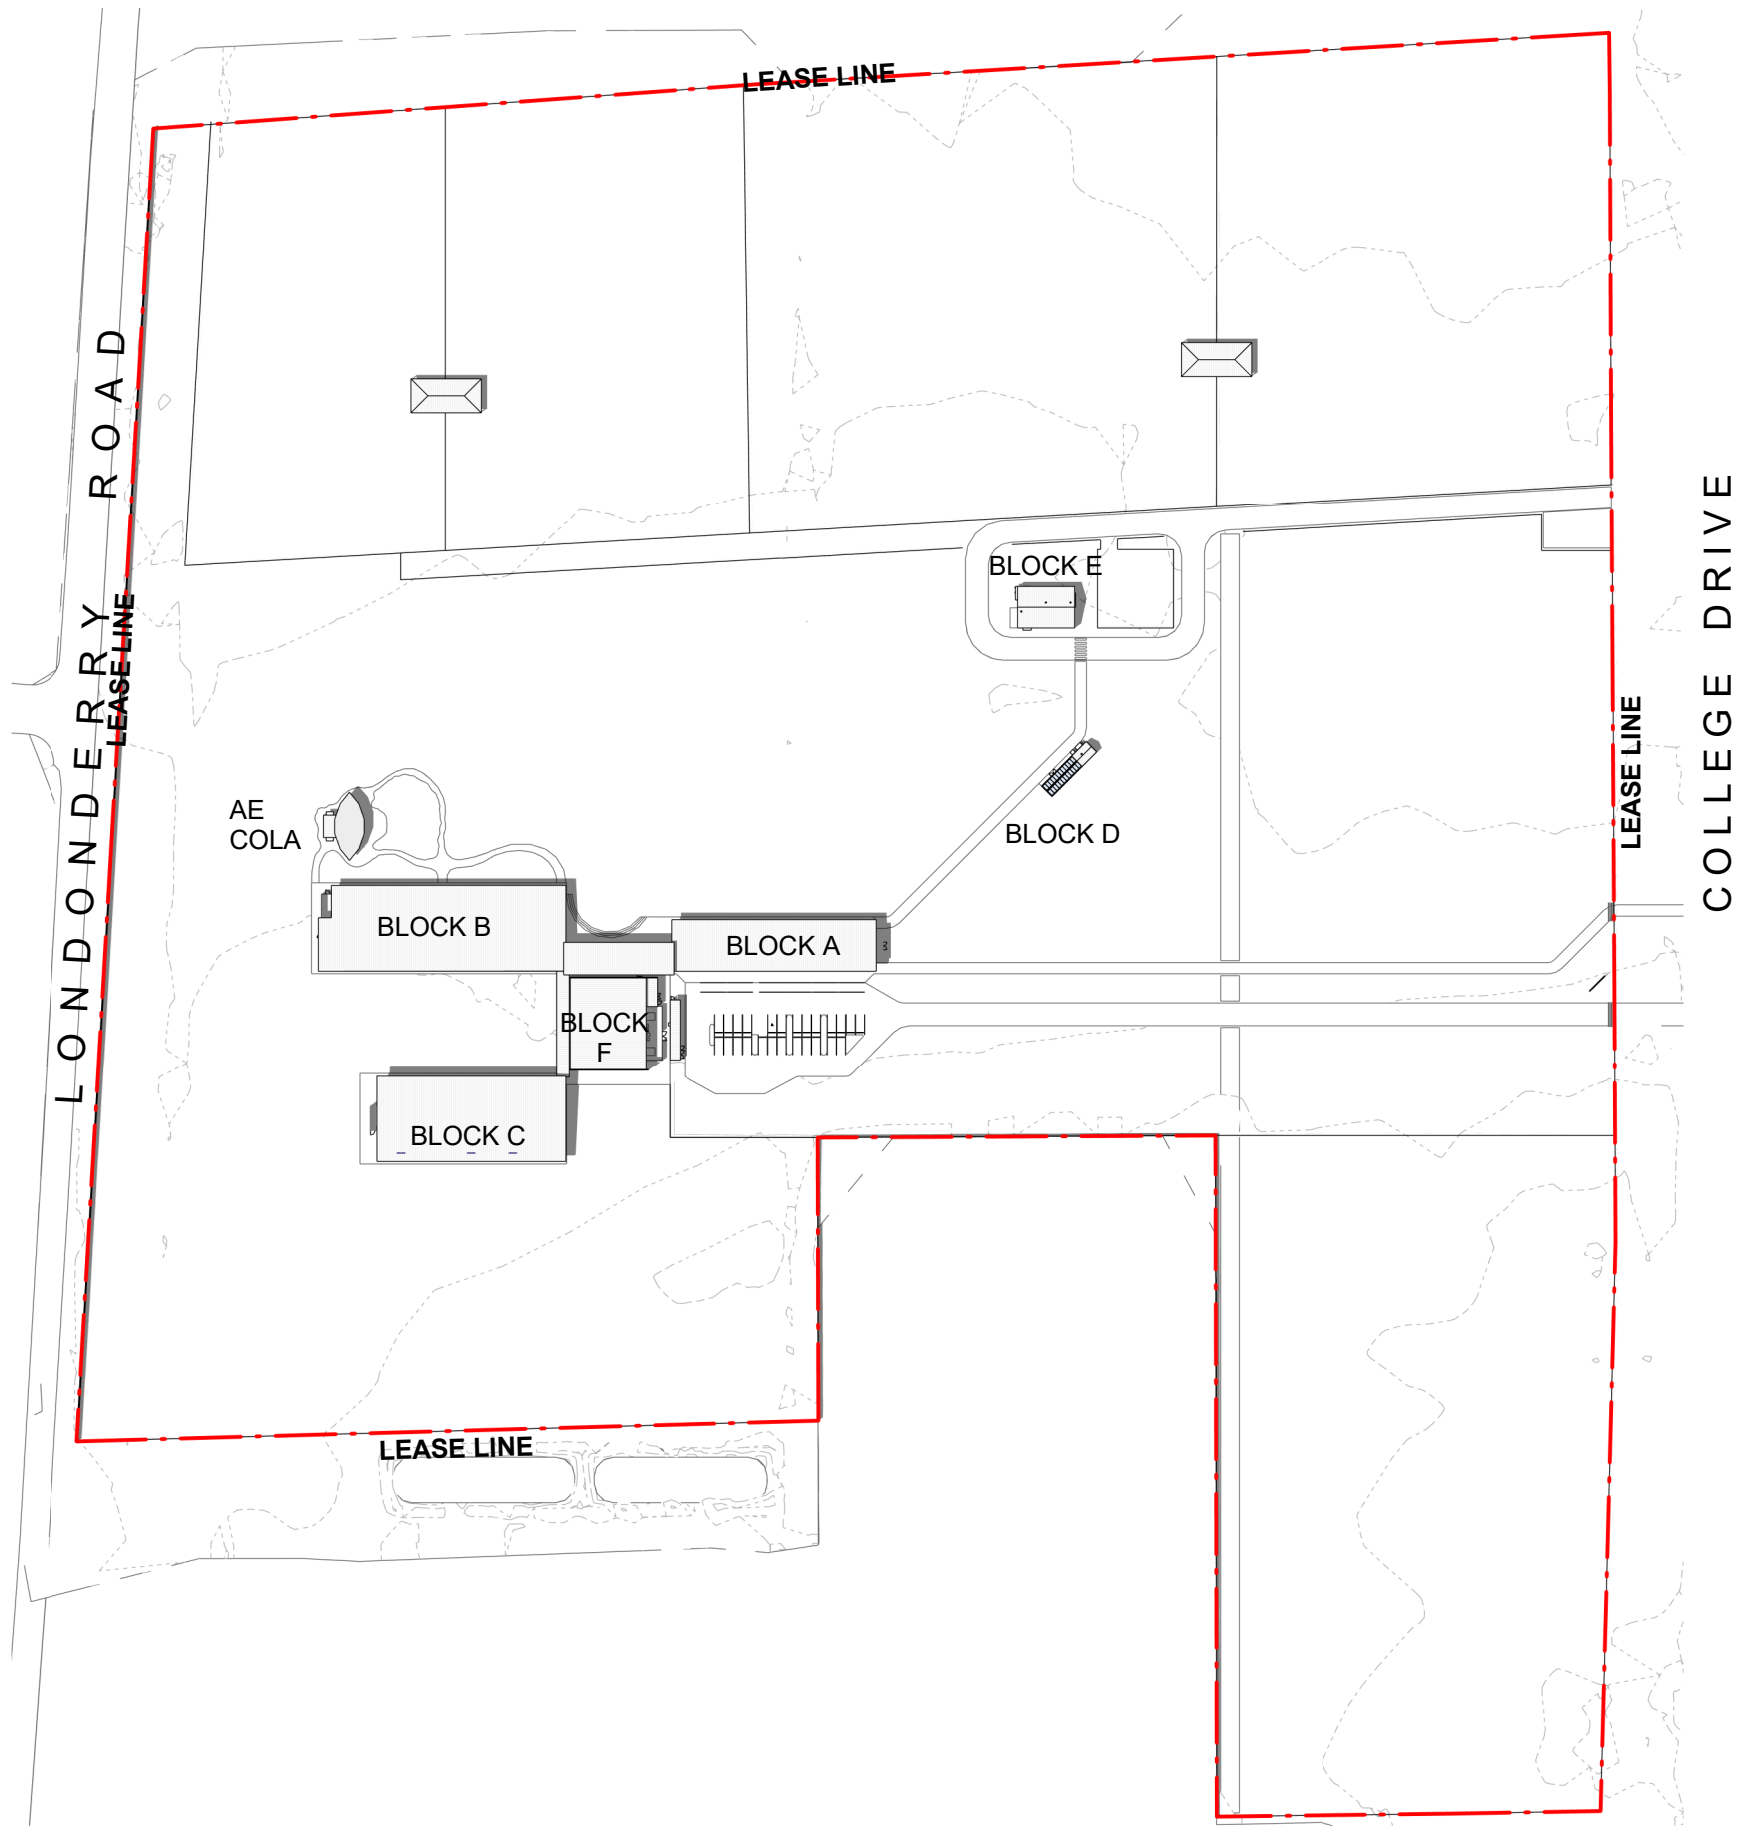 LEASE LINE
LONDONDERRY ROAD
LEASE LINE
BLOCK E
COLLEGE DRIVE
LEASE LINE
AE
COLA
BLOCK D
BLOCK B
BLOCK A
BLOCK
F
BLOCK C
LEASE LINE